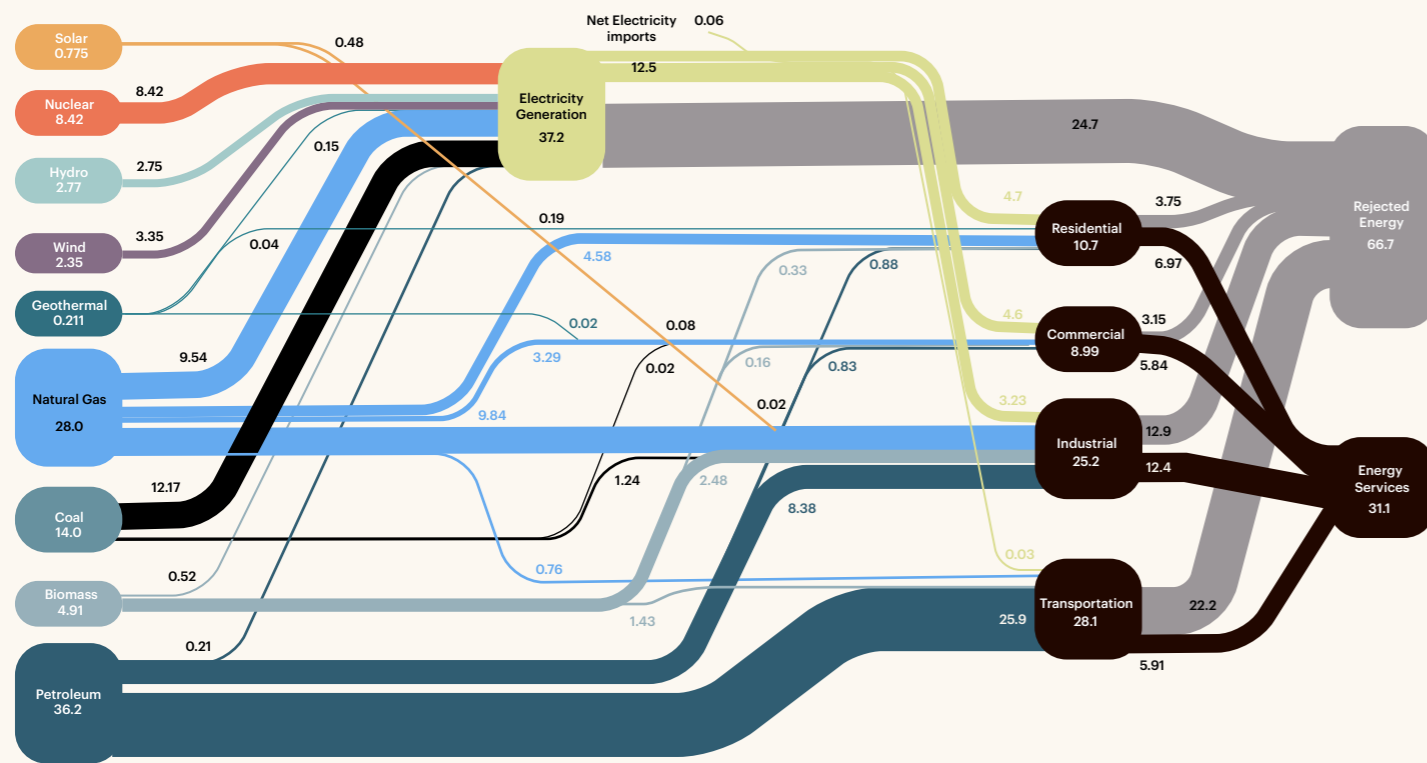 Solar
0.775
Nuclear
8.42
Hydro
2.77
Wind
2.35
Geothermal
0.211
Natural Gas
28.0
Coal
14.0
Biomass
4.91
Petroleum
36.2
0.48
8.42
2.75
3.35
0.15
0.04
9.54
12.17
0.52
0.21
Net Electricity
imports
0.06
12.5
Electricity
Generation
37.2
24.7
0.19
4.58
0.02
3.29
9.84
0.08
0.02
0.33
0.88
0.16
0.83
0.02
1.24
2.48
8.38
0.76
1.43
25.9
4.7
4.6
3.23
0.03
Residential
10.7
Commercial
8.99
Industrial
25.2
Transportation
28.1
3.75
6.97
3.15
5.84
12.9
12.4
22.2
5.91
Rejected
Energy
66.7
Energy
Services
31.1